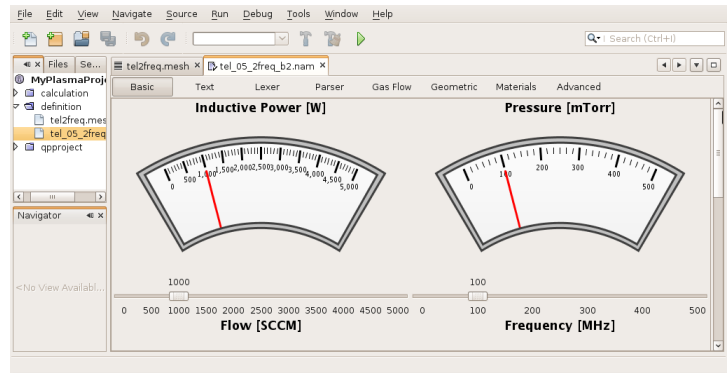 File Edit View Navigate Source Run Debug Tools Window Help
Search (Ctrl+I)
Files Se...
tel2freq.mesh
tel_05_2freq_b2.nam
MyPlasmaProje
calculation
definition
tel2freq.mes
tel_05_2freq
qpproject
Navigator
<No View Availabl...
Basic Text Lexer Parser Gas Flow Geometric Materials Advanced
Inductive Power [W]
0 500 1,000 1,500 2,000 2,500 3,000 3,500 4,000 4,500 5,000
1000
0 500 1000 1500 2000 2500 3000 3500 4000 4500 5000
Flow [SCCM]
Pressure [mTorr]
0 100 200 300 400 500
100
0 100 200 300 400 500
Frequency [MHz]